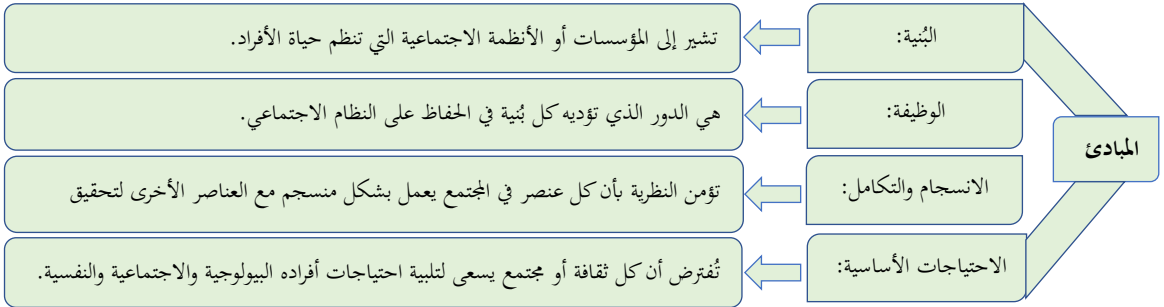 المبادئ
البُنية:
تشير إلى المؤسسات أو الأنظمة الاجتماعية التي تنظم حياة الأفراد.
الوظيفة:
هي الدور الذي تؤديه كل بُنية في الحفاظ على النظام الاجتماعي.
الانسجام والتكامل:
تؤمن النظرية بأن كل عنصر في المجتمع يعمل بشكل منسجم مع العناصر الأخرى لتحقيق
الاحتياجات الأساسية:
تُفترض أن كل ثقافة أو مجتمع يسعى لتلبية احتياجات أفراده البيولوجية والاجتماعية والنفسية.